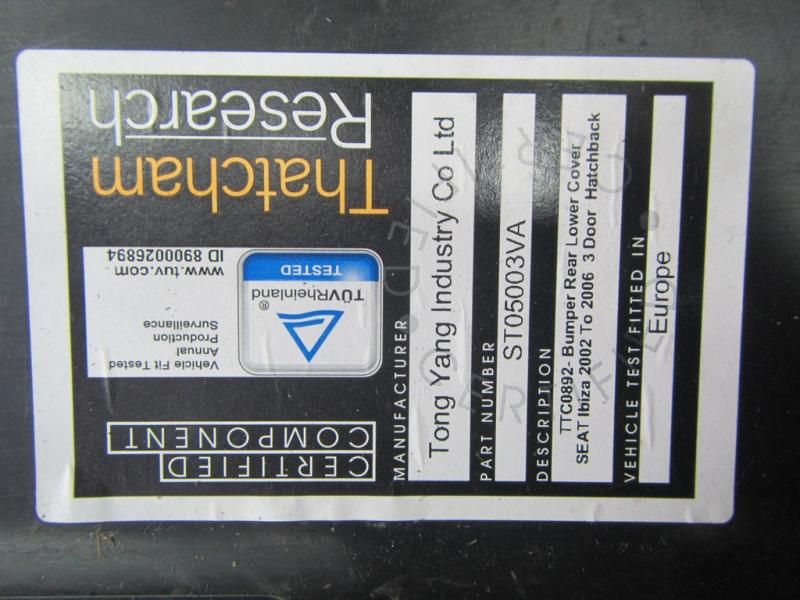 Thatcham
Research
CERTIFIED
COMPONENT
Vehicle Fit Tested
Annual
Production
Surveillance
www.tuv.com
ID 8900026894
TÜVRheinland®
TESTED
MANUFACTURER
Tong Yang Industry Co Ltd
PART NUMBER
ST05003VA
DESCRIPTION
TTC0892- Bumper Rear Lower Cover
SEAT Ibiza 2002 To 2006 3 Door Hatchback
VEHICLE TEST FITTED IN
Europe
CERTIFIED • CERTIFIED •